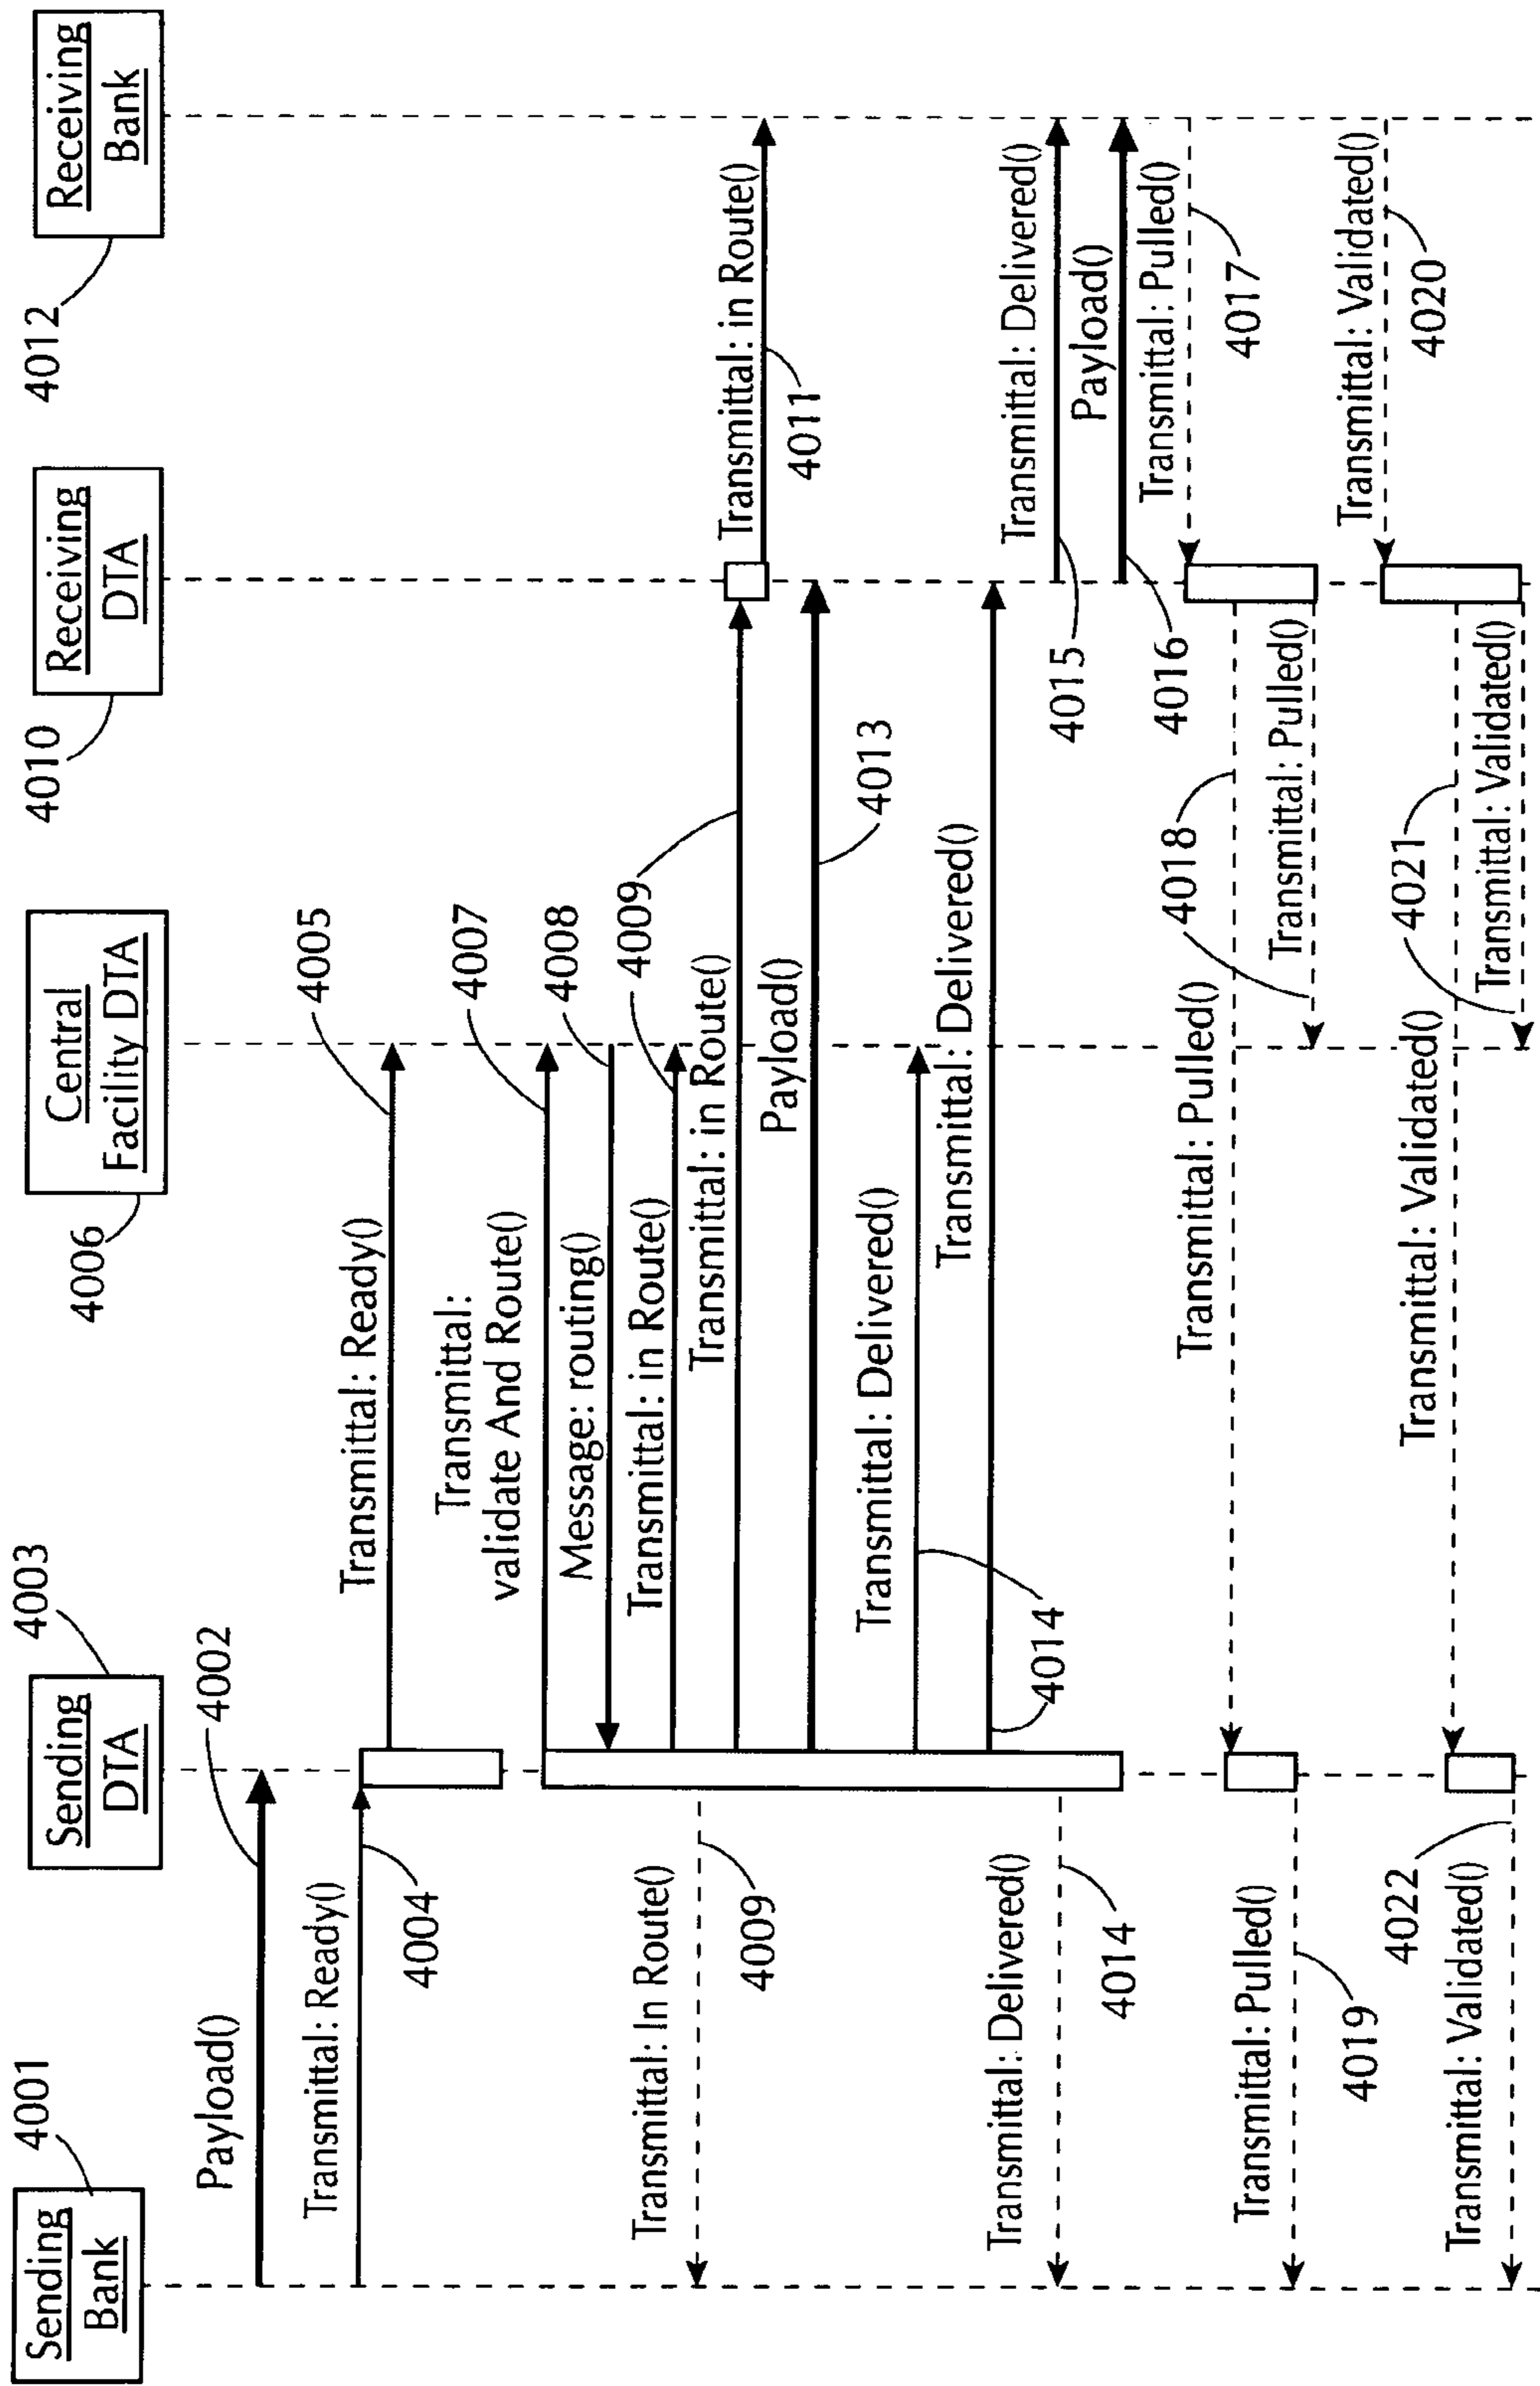 Sending
Bank
4001
Sending
DTA
4003
Central
Facility DTA
4006
Receiving
DTA
4010
Receiving
Bank
4012
Payload()
4002
Transmittal: Ready()
4004
Transmittal: Ready()
4005
Transmittal:
validate And Route()
4007
Message: routing()
4008
Transmittal: in Route()
4009
Transmittal: In Route()
4009
Transmittal: in Route()
Transmittal: in Route()
4011
Payload()
4013
Transmittal: Delivered()
Transmittal: Delivered()
4014
Transmittal: Delivered()
4014
Transmittal: Delivered()
4015
Payload()
4016
Transmittal: Pulled()
4017
Transmittal: Pulled()
4018
Transmittal: Pulled()
Transmittal: Pulled()
4019
Transmittal: Validated()
4020
Transmittal: Validated()
4021
Transmittal: Validated()
4022
Transmittal: Validated()